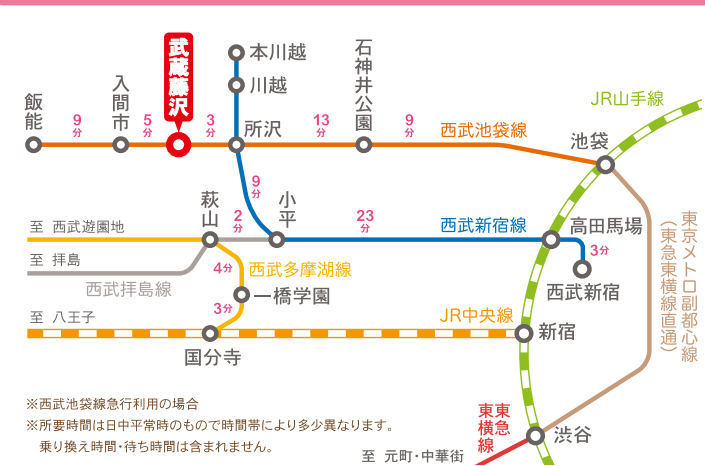 本川越
石神井公園
武蔵藤沢
川越
入間市
飯能
JR山手線
9分
5分
3分
13分
9分
所沢
西武池袋線
池袋
9分
萩山
小平
2分
23分
至 西武遊園地
西武新宿線
高田馬場
3分
至 拝島
4分
西武多摩湖線
西武拝島線
一橋学園
西武新宿
東京メトロ副都心線
(東急東横線直通)
3分
至 八王子
JR中央線
新宿
国分寺
※西武池袋線急行利用の場合
※所要時間は日中平常時のもので時間帯により多少異なります。
乗り換え時間・待ち時間は含まれません。
東急
東横線
渋谷
至 元町・中華街